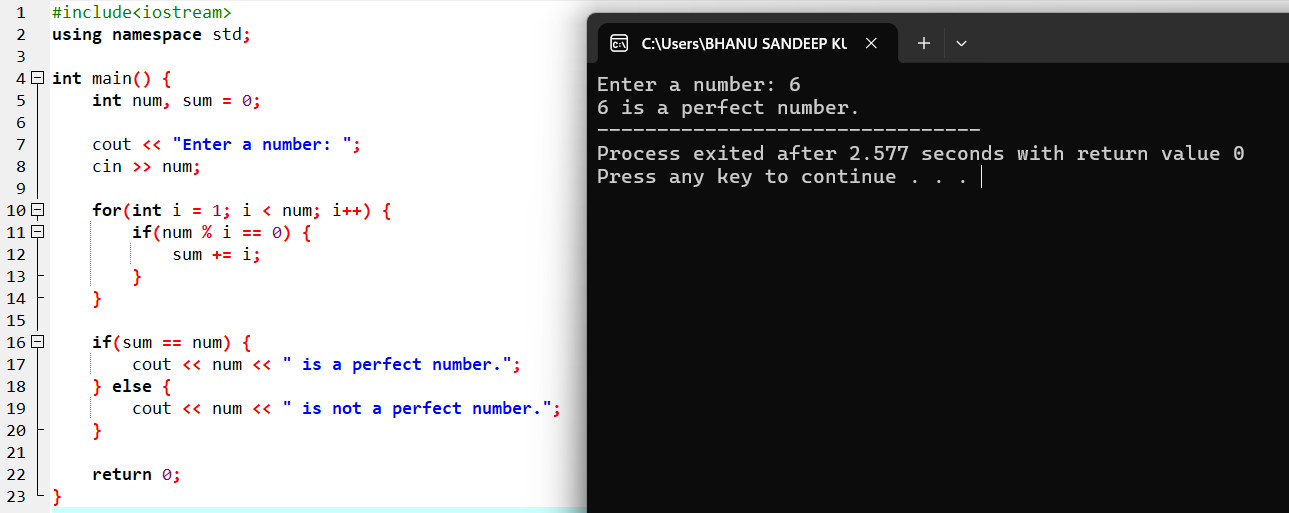 1 #include<iostream>
2 using namespace std;
3
4 int main() {
5     int num, sum = 0;
6
7     cout << "Enter a number: ";
8     cin >> num;
9
10     for(int i = 1; i < num; i++) {
11         if(num % i == 0) {
12             sum += i;
13         }
14     }
15
16     if(sum == num) {
17         cout << num << " is a perfect number.";
18     } else {
19         cout << num << " is not a perfect number.";
20     }
21
22     return 0;
23 }
C:\Users\BHANU SANDEEP KU
Enter a number: 6
6 is a perfect number.
--------------------------------
Process exited after 2.577 seconds with return value 0
Press any key to continue . . .